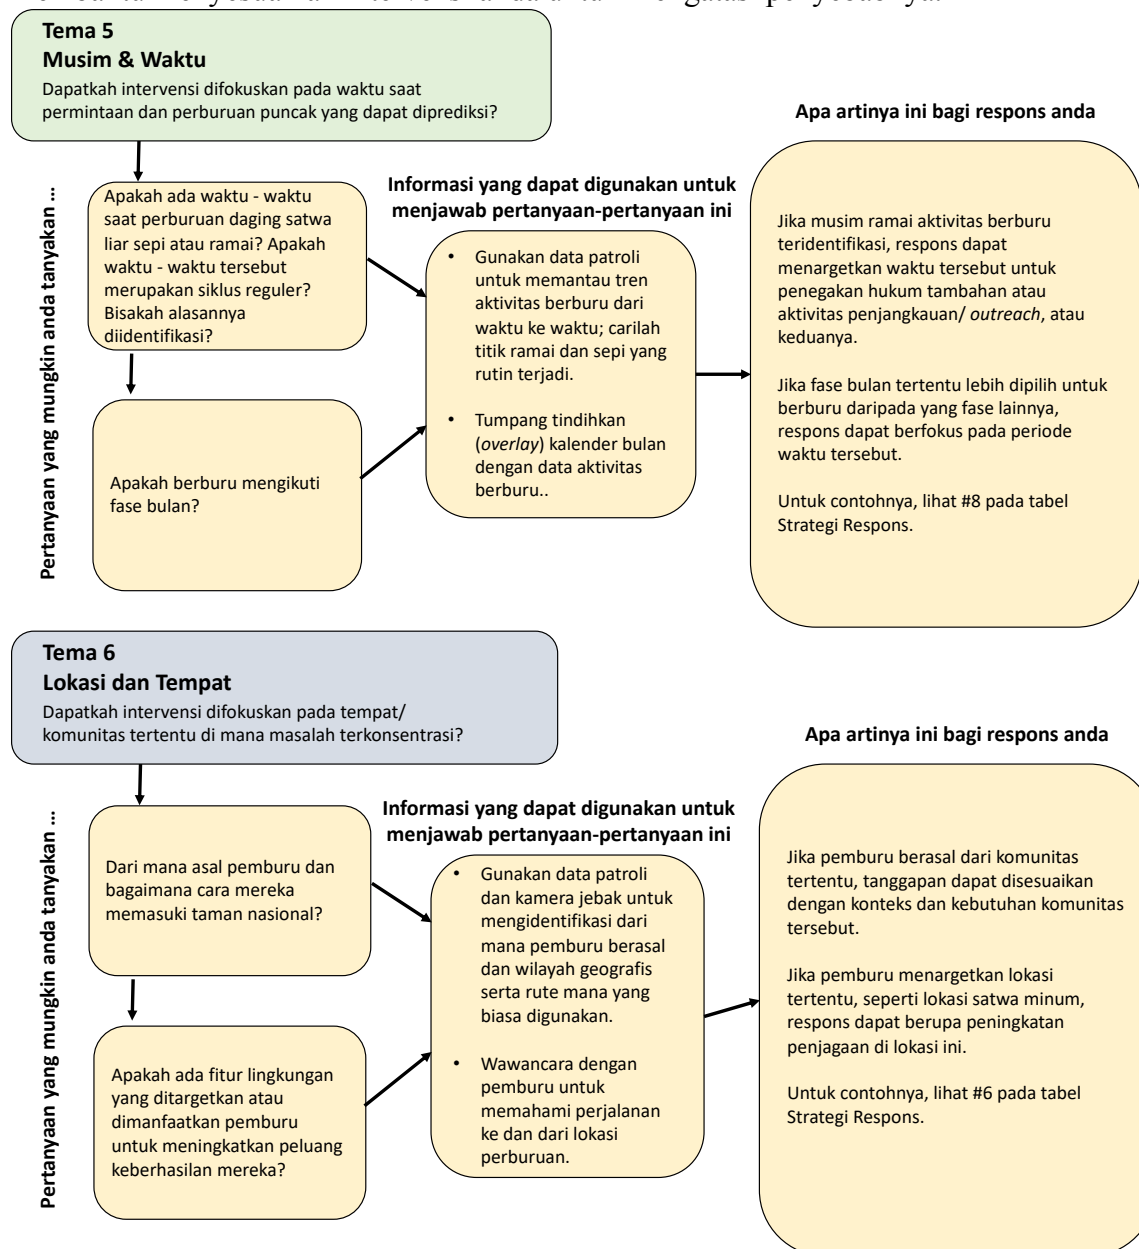 Tema 5
Musim & Waktu
Dapatkah intervensi difokuskan pada waktu saat
permintaan dan perburuan puncak yang dapat diprediksi?
Pertanyaan yang mungkin anda tanyakan ...
Apakah ada waktu - waktu
saat perburuan daging satwa
liar sepi atau ramai? Apakah
waktu - waktu tersebut
merupakan siklus reguler?
Bisakah alasannya
diidentifikasi?
Apakah berburu mengikuti
fase bulan?
Informasi yang dapat digunakan untuk
menjawab pertanyaan-pertanyaan ini
• Gunakan data patroli
untuk memantau tren
aktivitas berburu dari
waktu ke waktu; carilah
titik ramai dan sepi yang
rutin terjadi.
• Tumpang tindihkan
(overlay) kalender bulan
dengan data aktivitas
berburu..
Apa artinya ini bagi respons anda
Jika musim ramai aktivitas berburu
teridentifikasi, respons dapat
menargetkan waktu tersebut untuk
penegakan hukum tambahan atau
aktivitas penjangkauan/ outreach, atau
keduanya.
Jika fase bulan tertentu lebih dipilih untuk
berburu daripada yang fase lainnya,
respons dapat berfokus pada periode
waktu tersebut.
Untuk contohnya, lihat #8 pada tabel
Strategi Respons.
Tema 6
Lokasi dan Tempat
Dapatkah intervensi difokuskan pada tempat/
komunitas tertentu di mana masalah terkonsentrasi?
Pertanyaan yang mungkin anda tanyakan ...
Dari mana asal pemburu dan
bagaimana cara mereka
memasuki taman nasional?
Apakah ada fitur lingkungan
yang ditargetkan atau
dimanfaatkan pemburu
untuk meningkatkan peluang
keberhasilan mereka?
Informasi yang dapat digunakan untuk
menjawab pertanyaan-pertanyaan ini
• Gunakan data patroli
dan kamera jebak untuk
mengidentifikasi dari
mana pemburu berasal
dan wilayah geografis
serta rute mana yang
biasa digunakan.
• Wawancara dengan
pemburu untuk
memahami perjalanan
ke dan dari lokasi
perburuan.
Apa artinya ini bagi respons anda
Jika pemburu berasal dari komunitas
tertentu, tanggapan dapat disesuaikan
dengan konteks dan kebutuhan komunitas
tersebut.
Jika pemburu menargetkan lokasi
tertentu, seperti lokasi satwa minum,
respons dapat berupa peningkatan
penjagaan di lokasi ini.
Untuk contohnya, lihat #6 pada tabel
Strategi Respons.